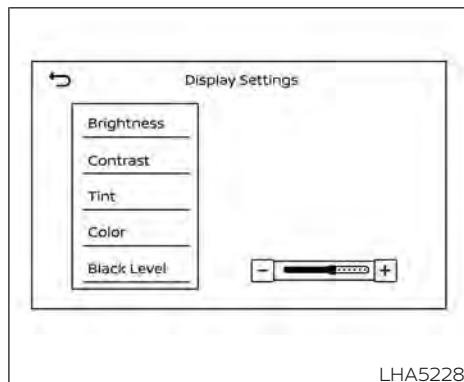 Display Settings
Brightness
Contrast
Tint
Color
Black Level
- +
LHA5228